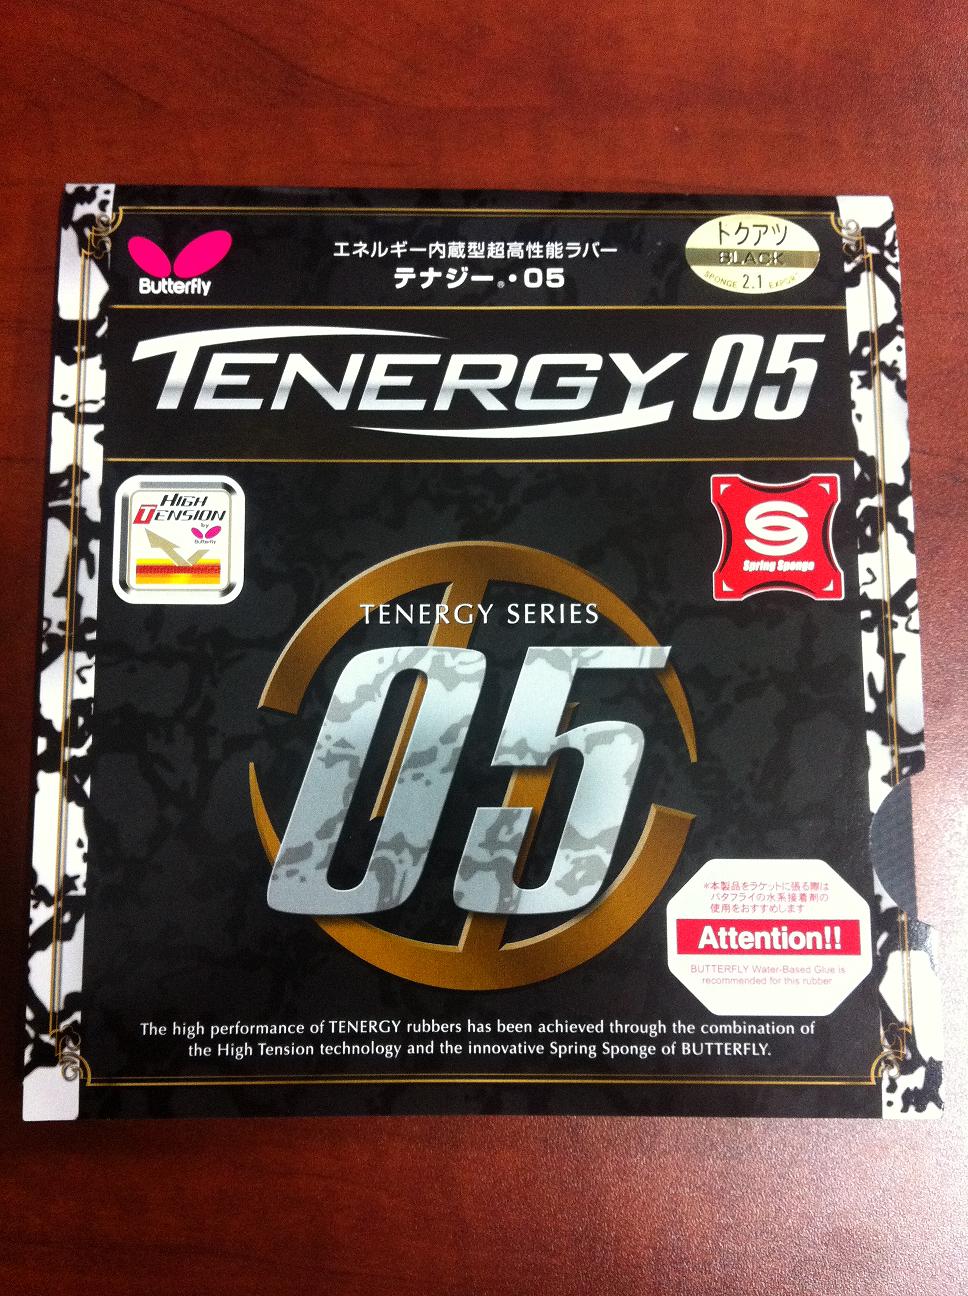 Butterfly
エネルギー内蔵型超高性能ラバー
テナジー®・05
トクアツ
BLACK
SPONGE 2.1 EXPORT
TENERGY 05
HIGH TENSION
by
Butterfly
S
Spring Sponge
TENERGY SERIES
05
※本製品をラケットに張る際は
バタフライの水系接着剤の
使用をおすすめします
Attention!!
BUTTERFLY Water-Based Glue is
recommended for this rubber
The high performance of TENERGY rubbers has been achieved through the combination of
the High Tension technology and the innovative Spring Sponge of BUTTERFLY.